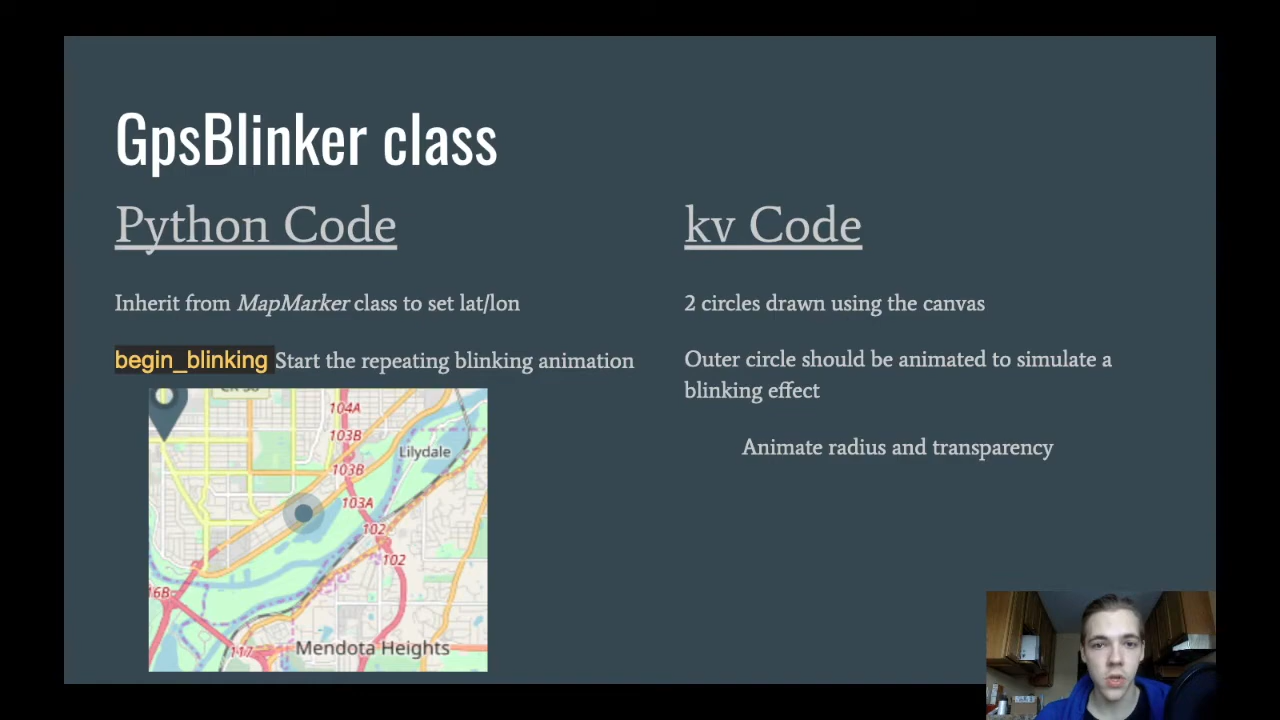 GpsBlinker class
Python Code
Inherit from MapMarker class to set lat/lon
begin_blinking Start the repeating blinking animation
104A
103B
Lilydale
103B
103A
102
102
16B
117
Mendota Heights
kv Code
2 circles drawn using the canvas
Outer circle should be animated to simulate a
blinking effect
Animate radius and transparency